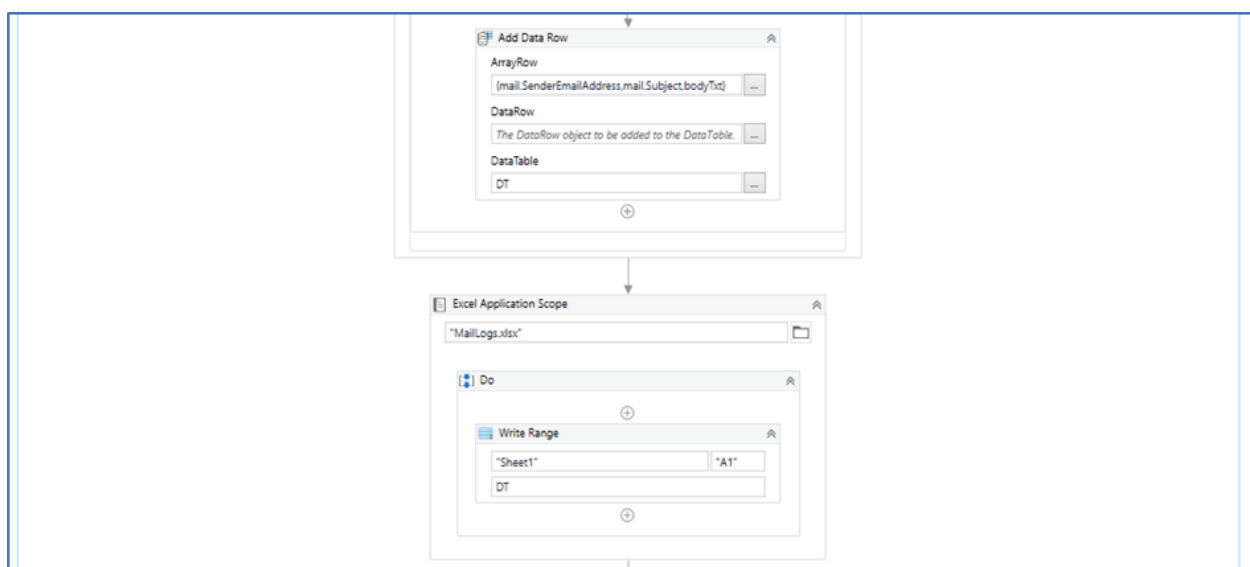 Add Data Row
ArrayRow
{mail.SenderEmailAddress,mail.Subject,bodyTxt}
...
DataRow
The DataRow object to be added to the DataTable.
...
DataTable
DT
...
Excel Application Scope
"MailLogs.xlsx"
Do
Write Range
"Sheet1" "A1"
DT